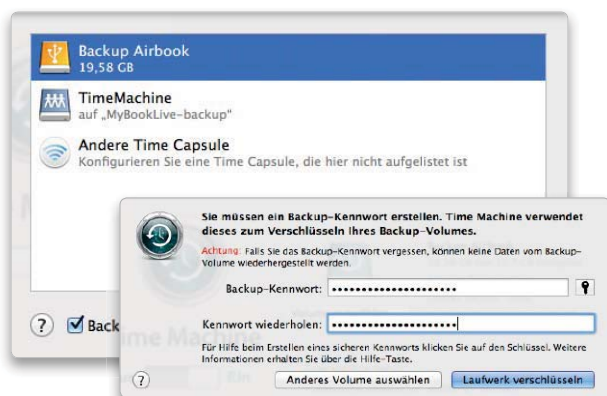 Backup Airbook
19,58 GB
TimeMachine
auf „MyBookLive-backup“
Andere Time Capsule
Konfigurieren Sie eine Time Capsule, die hier nicht aufgelistet ist
Sie müssen ein Backup-Kennwort erstellen. Time Machine verwendet
dieses zum Verschlüsseln Ihres Backup-Volumes.
Achtung: Falls Sie das Backup-Kennwort vergessen, können keine Daten vom Backup-
Volume wiederhergestellt werden.
Backup-Kennwort:
Kennwort wiederholen:
Für Hilfe beim Erstellen eines sicheren Kennworts klicken Sie auf den Schlüssel. Weitere
Informationen erhalten Sie über die Hilfe-Taste.
? Back
me Machine
? Anderes Volume auswählen Laufwerk verschlüsseln